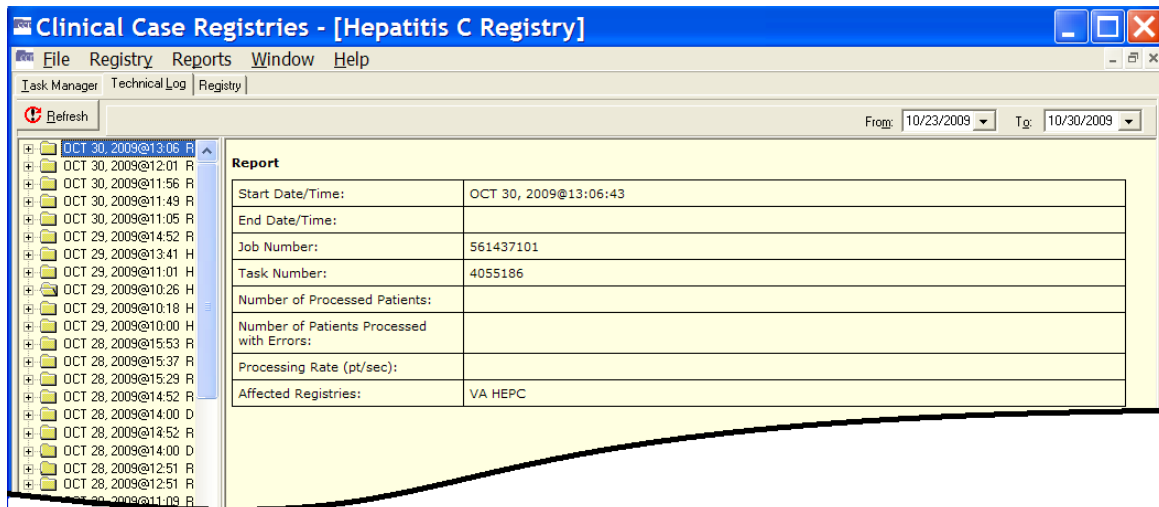 Clinical Case Registries - [Hepatitis C Registry]
File Registry Reports Window Help
Task Manager Technical Log Registry
Refresh From: 10/23/2009 To: 10/30/2009
OCT 30, 2009@13:06 R
OCT 30, 2009@12:01 R
OCT 30, 2009@11:56 R
OCT 30, 2009@11:49 R
OCT 30, 2009@11:05 R
OCT 29, 2009@14:52 R
OCT 29, 2009@13:41 H
OCT 29, 2009@11:01 H
OCT 29, 2009@10:26 H
OCT 29, 2009@10:18 H
OCT 29, 2009@10:00 H
OCT 28, 2009@15:53 R
OCT 28, 2009@15:37 R
OCT 28, 2009@15:29 R
OCT 28, 2009@14:52 R
OCT 28, 2009@14:00 D
OCT 28, 2009@14:52 R
OCT 28, 2009@14:00 D
OCT 28, 2009@12:51 R
OCT 28, 2009@12:51 R
2009@11:09 R
Report
Start Date/Time: OCT 30, 2009@13:06:43
End Date/Time:
Job Number: 561437101
Task Number: 4055186
Number of Processed Patients:
Number of Patients Processed
with Errors:
Processing Rate (pt/sec):
Affected Registries: VA HEPC